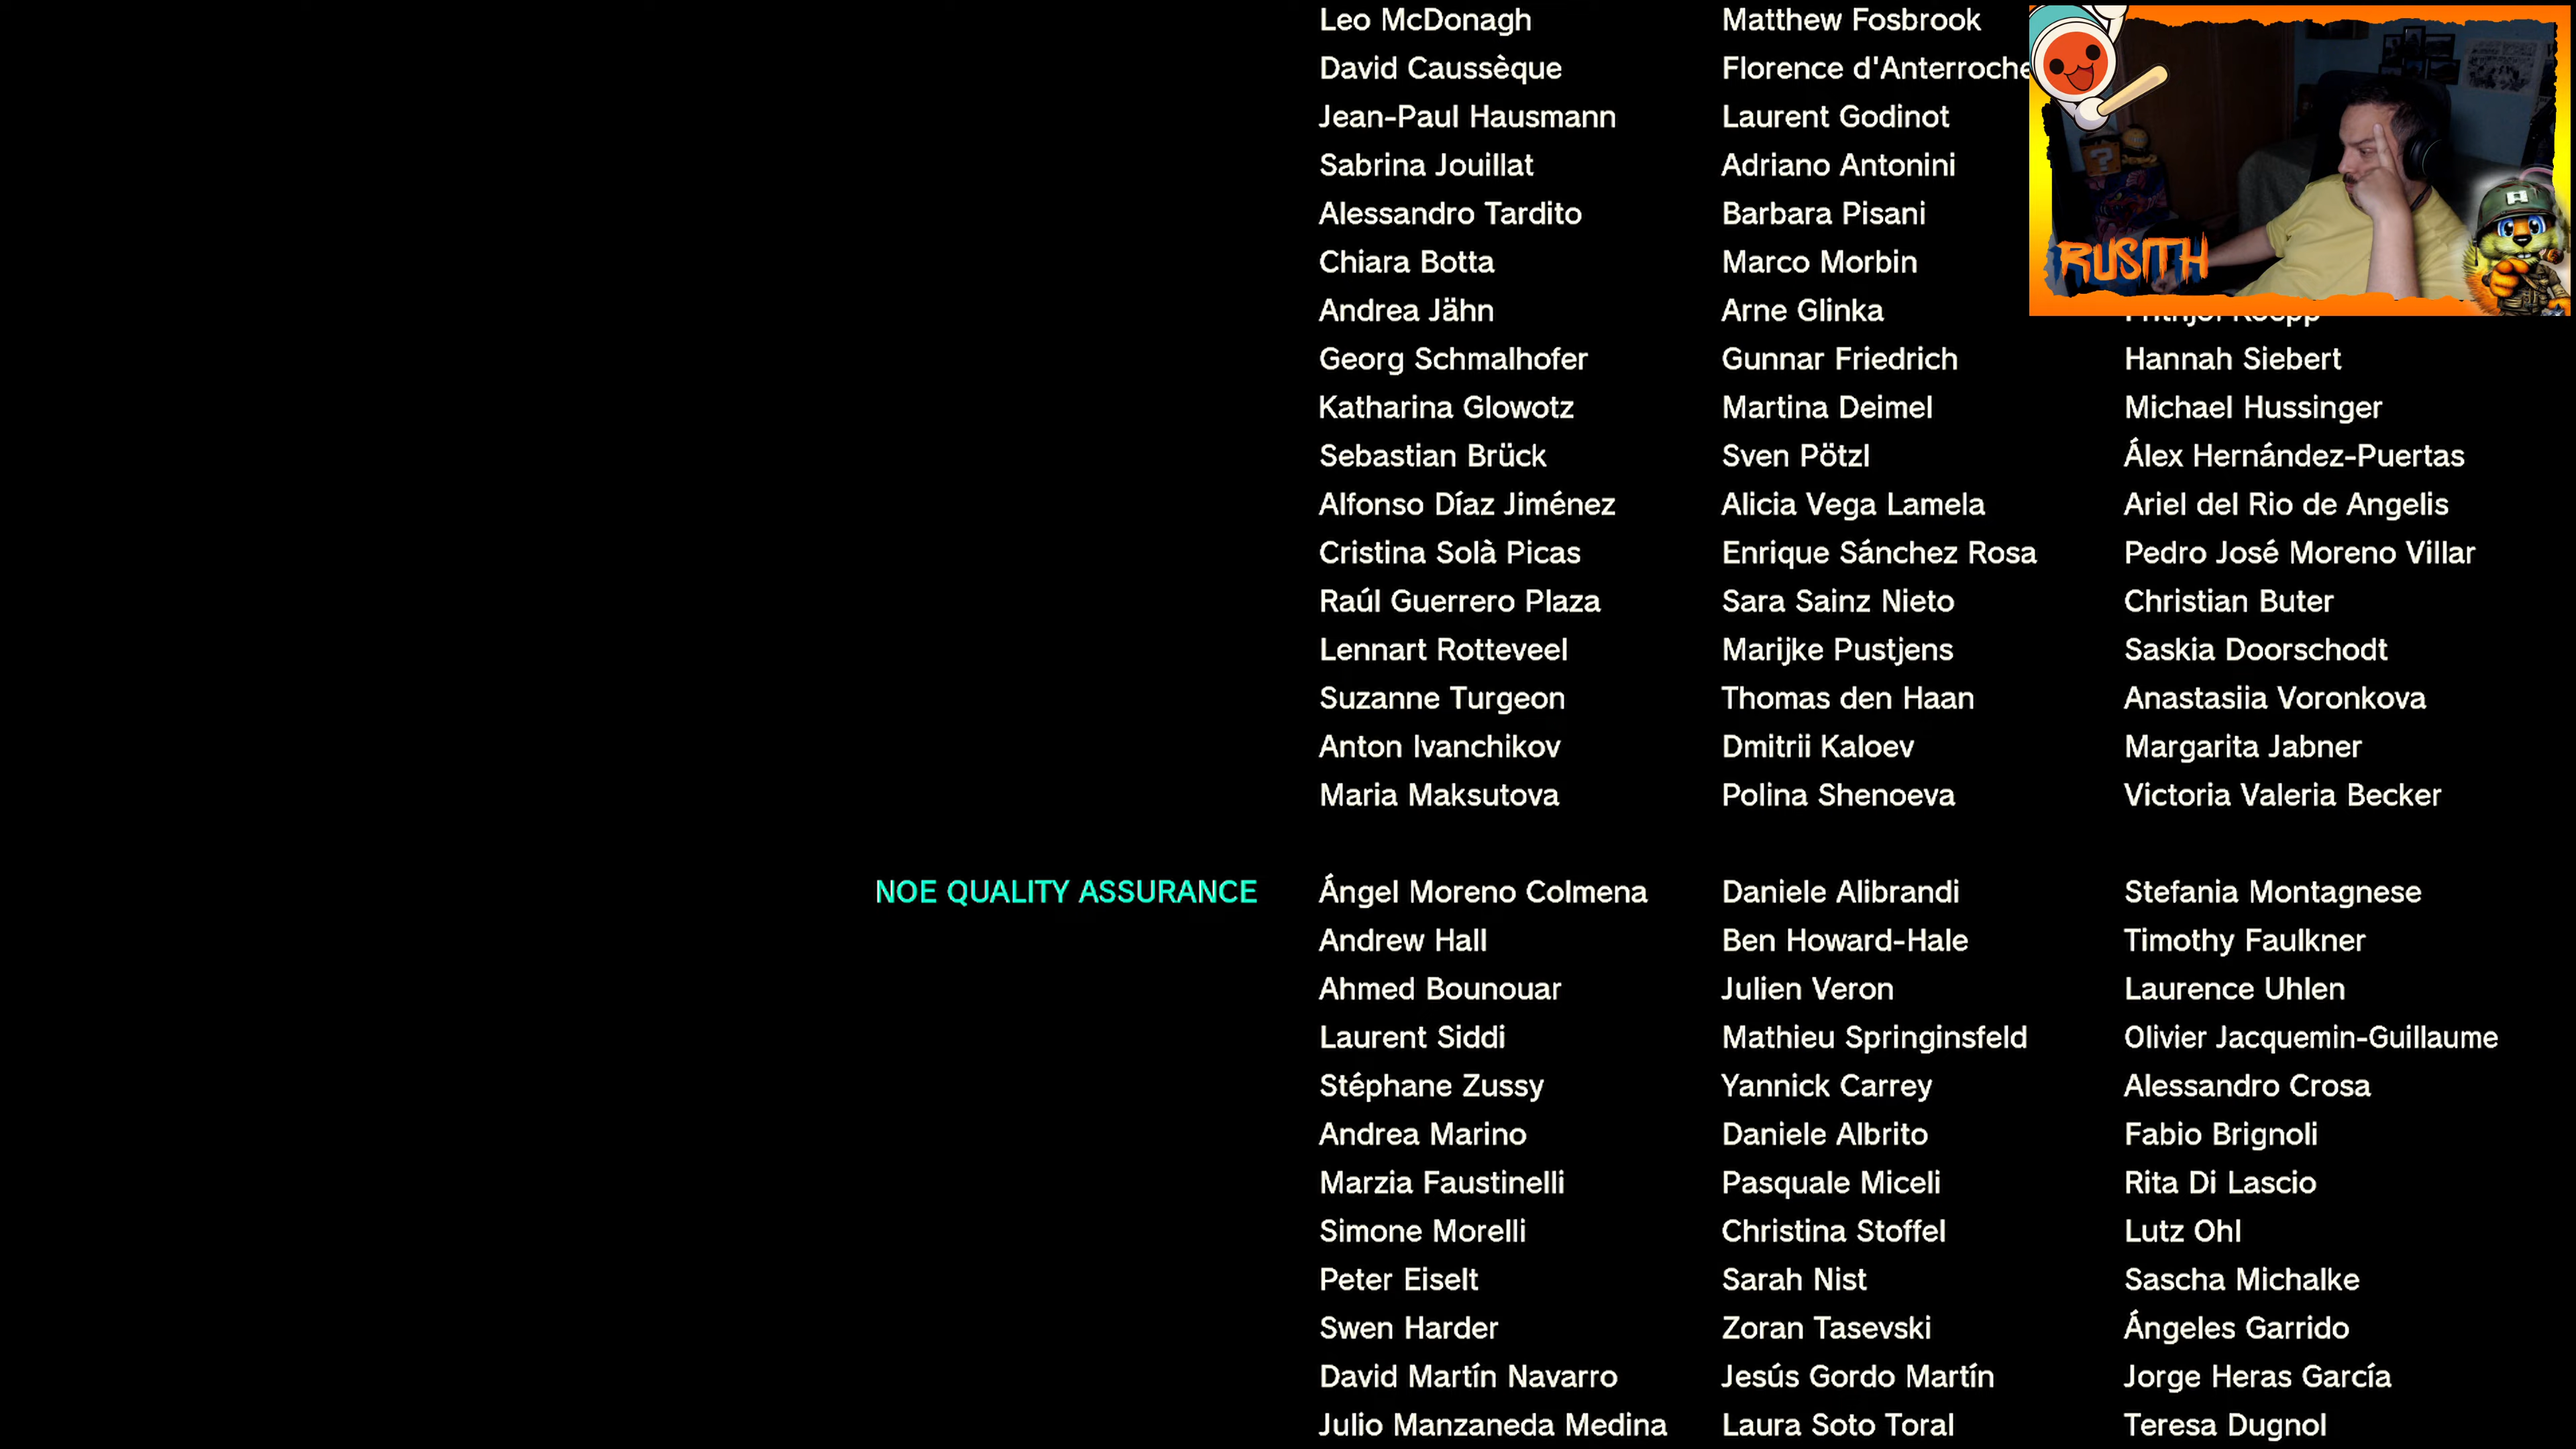 Leo McDonagh Matthew Fosbrook
David Caussèque Florence d'Anterroche
Jean-Paul Hausmann Laurent Godinot
Sabrina Jouillat Adriano Antonini
Alessandro Tardito Barbara Pisani
Chiara Botta Marco Morbin
RUSITH
Andrea Jähn Arne Glinka
Georg Schmalhofer Gunnar Friedrich Hannah Siebert
Katharina Glowotz Martina Deimel Michael Hussinger
Sebastian Brück Sven Pötzl Álex Hernández-Puertas
Alfonso Díaz Jiménez Alicia Vega Lamela Ariel del Rio de Angelis
Cristina Solà Picas Enrique Sánchez Rosa Pedro José Moreno Villar
Raúl Guerrero Plaza Sara Sainz Nieto Christian Buter
Lennart Rotteveel Marijke Pustjens Saskia Doorschodt
Suzanne Turgeon Thomas den Haan Anastasiia Voronkova
Anton Ivanchikov Dmitrii Kaloev Margarita Jabner
Maria Maksutova Polina Shenoeva Victoria Valeria Becker
NOE QUALITY ASSURANCE Ángel Moreno Colmena Daniele Alibrandi Stefania Montagnese
Andrew Hall Ben Howard-Hale Timothy Faulkner
Ahmed Bounouar Julien Veron Laurence Uhlen
Laurent Siddi Mathieu Springinsfeld Olivier Jacquemin-Guillaume
Stéphane Zussy Yannick Carrey Alessandro Crosa
Andrea Marino Daniele Albrito Fabio Brignoli
Marzia Faustinelli Pasquale Miceli Rita Di Lascio
Simone Morelli Christina Stoffel Lutz Ohl
Peter Eiselt Sarah Nist Sascha Michalke
Swen Harder Zoran Tasevski Ángeles Garrido
David Martín Navarro Jesús Gordo Martín Jorge Heras García
Julio Manzaneda Medina Laura Soto Toral Teresa Dugnol